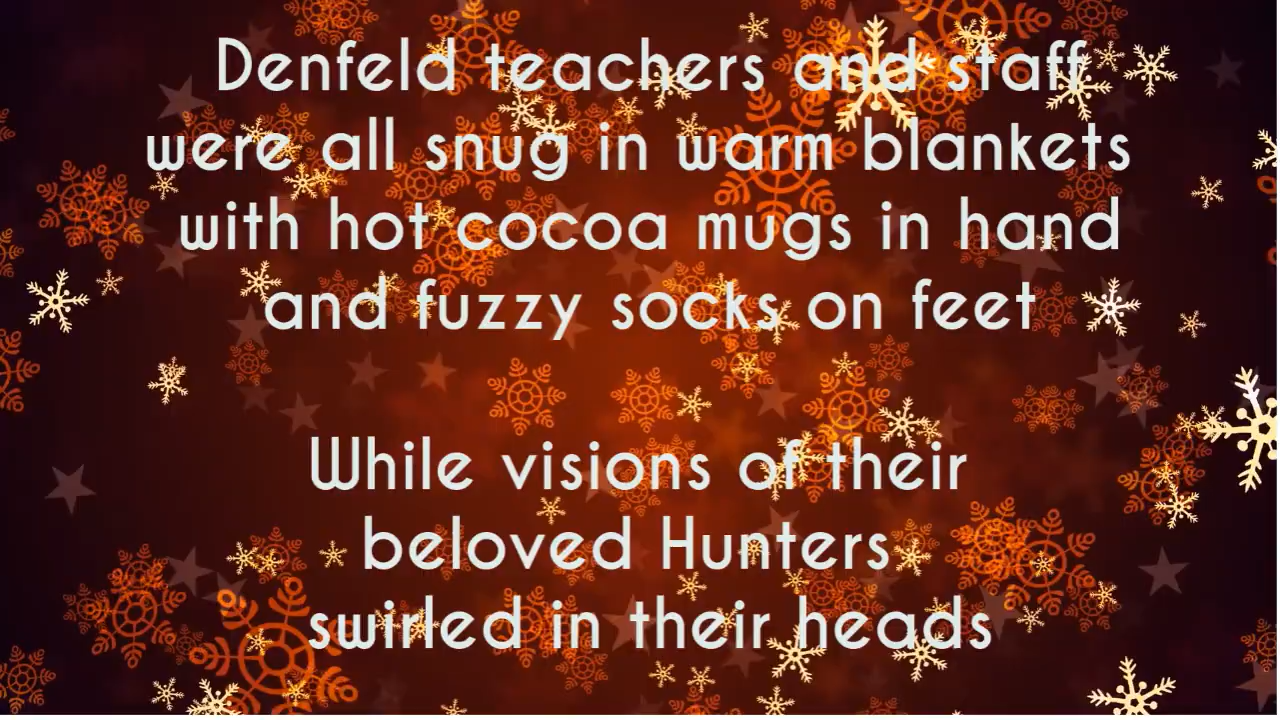 Denfeld teachers and staff
were all snug in warm blankets
with hot cocoa mugs in hand
and fuzzy socks on feet
While visions of their
beloved Hunters
swirled in their heads